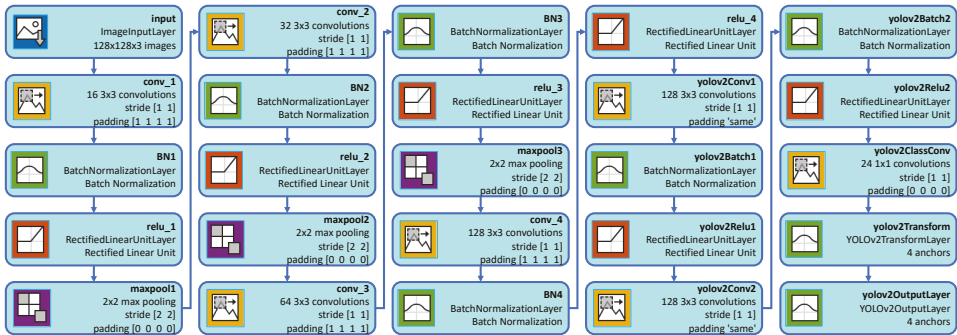 input
ImageInputLayer
128x128x3 images
conv_1
16 3x3 convolutions
stride [1 1]
padding [1 1 1 1]
BN1
BatchNormalizationLayer
Batch Normalization
relu_1
RectifiedLinearUnitLayer
Rectified Linear Unit
maxpool1
2x2 max pooling
stride [2 2]
padding [0 0 0 0]
conv_2
32 3x3 convolutions
stride [1 1]
padding [1 1 1 1]
BN2
BatchNormalizationLayer
Batch Normalization
relu_2
RectifiedLinearUnitLayer
Rectified Linear Unit
maxpool2
2x2 max pooling
stride [2 2]
padding [0 0 0 0]
conv_3
64 3x3 convolutions
stride [1 1]
padding [1 1 1 1]
BN3
BatchNormalizationLayer
Batch Normalization
relu_3
RectifiedLinearUnitLayer
Rectified Linear Unit
maxpool3
2x2 max pooling
stride [2 2]
padding [0 0 0 0]
conv_4
128 3x3 convolutions
stride [1 1]
padding [1 1 1 1]
BN4
BatchNormalizationLayer
Batch Normalization
relu_4
RectifiedLinearUnitLayer
Rectified Linear Unit
yolov2Conv1
128 3x3 convolutions
stride [1 1]
padding 'same'
yolov2Batch1
BatchNormalizationLayer
Batch Normalization
yolov2Relu1
RectifiedLinearUnitLayer
Rectified Linear Unit
yolov2Conv2
128 3x3 convolutions
stride [1 1]
padding 'same'
yolov2Batch2
BatchNormalizationLayer
Batch Normalization
yolov2Relu2
RectifiedLinearUnitLayer
Rectified Linear Unit
yolov2ClassConv
24 1x1 convolutions
stride [1 1]
padding [0 0 0 0]
yolov2Transform
YOLOv2TransformLayer
4 anchors
yolov2OutputLayer
YOLOv2OutputLayer
4 anchors